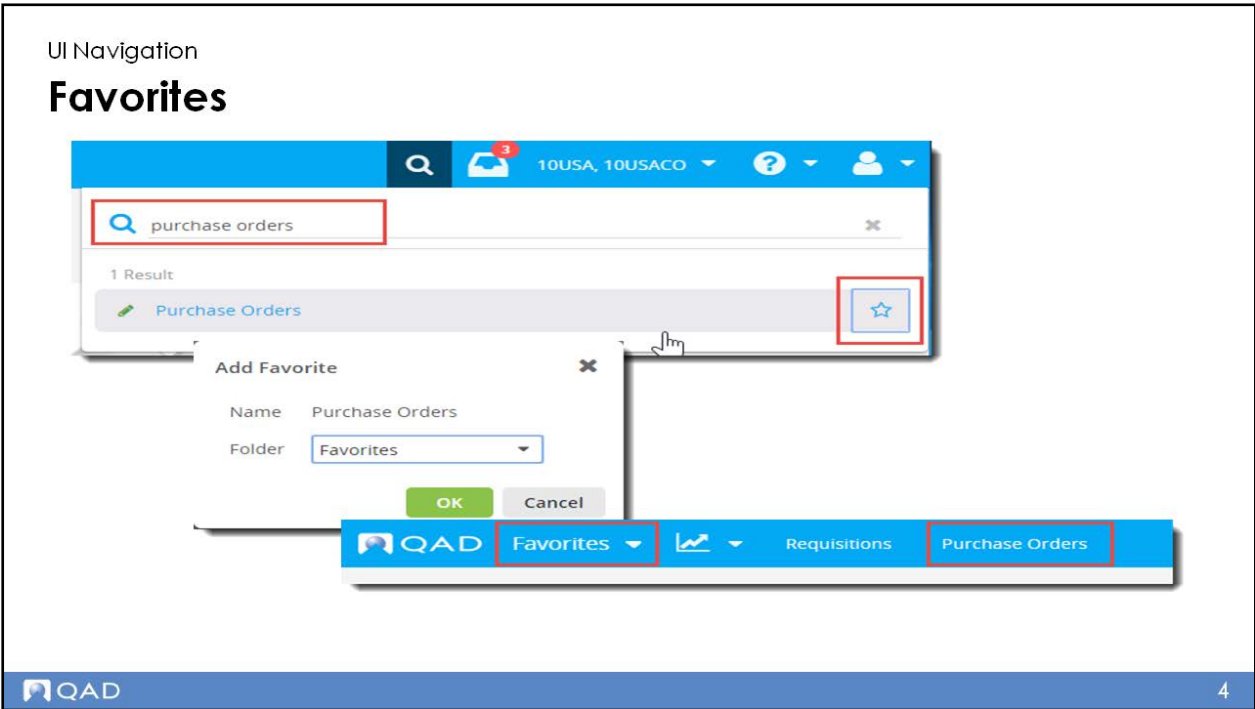 UI Navigation
Favorites
3
10USA, 10USACO
?
purchase orders
1 Result
Purchase Orders
Add Favorite
Name Purchase Orders
Folder Favorites
OK Cancel
QAD Favorites Requisitions Purchase Orders
QAD 4